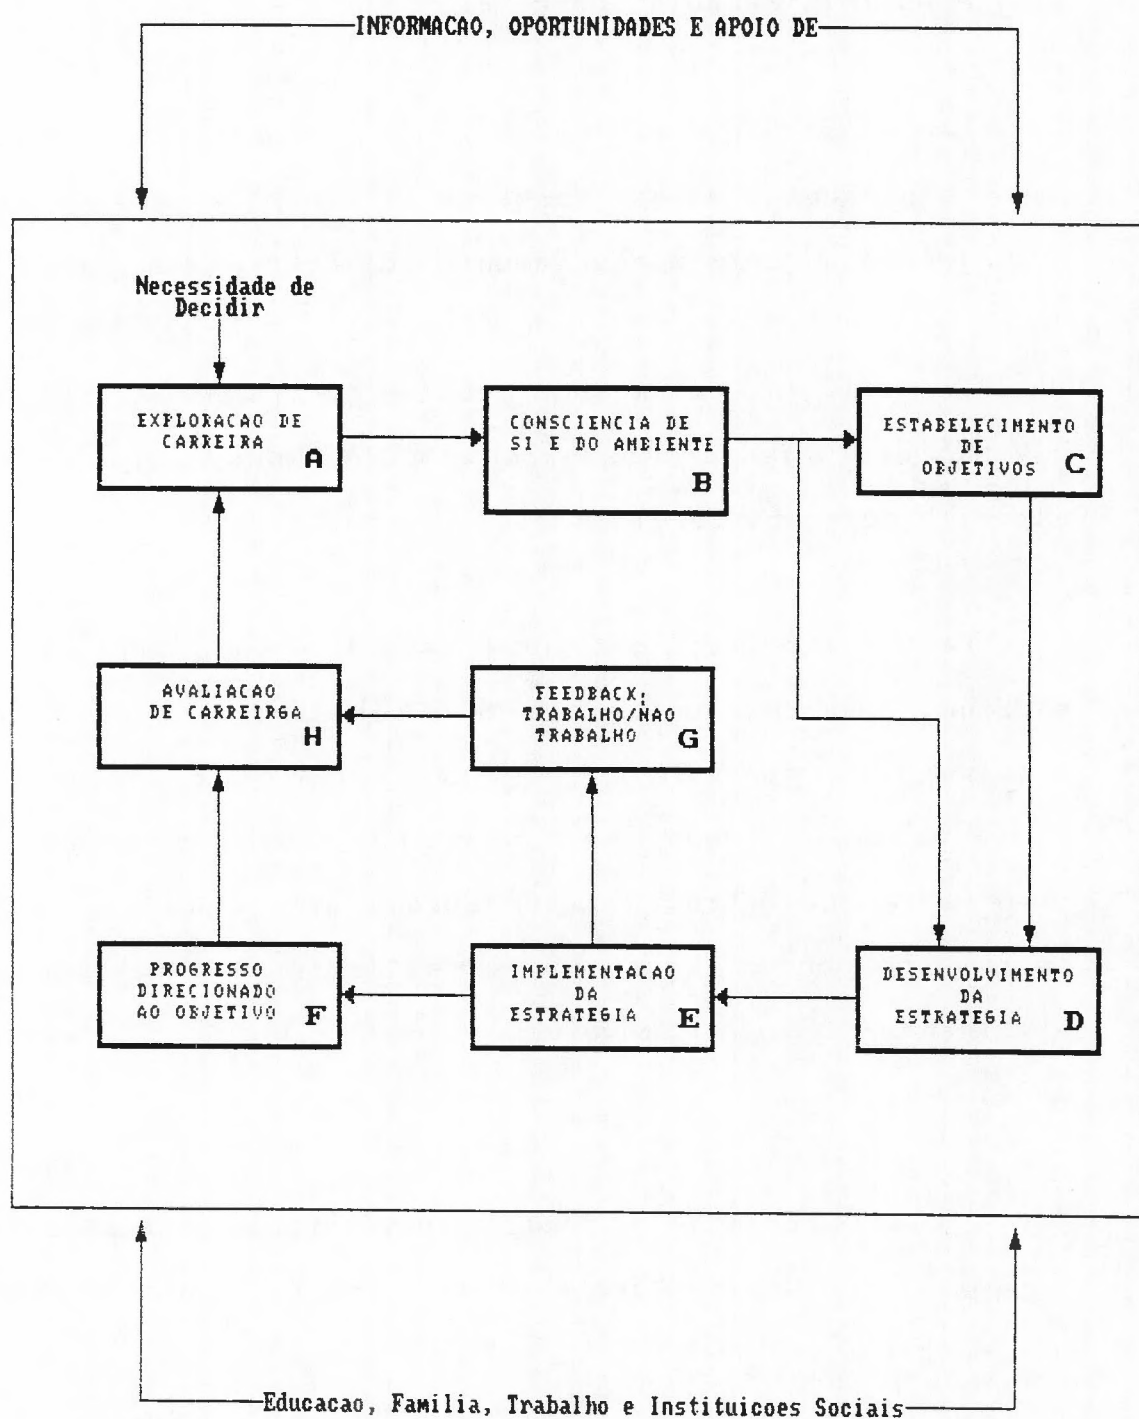 INFORMACAO, OPORTUNIDADES E APOIO DE
Necessidade de
Decidir
EXPLORACAO DE
CARREIRA
A
CONSCIENCIA DE
SI E DO AMBIENTE
B
ESTABELECIMENTO
DE
OBJETIVOS
C
AVALIACAO
DE CARREIRGA
H
FEEDBACK:
TRABALHO/NAO
TRABALHO
G
PROGRESSO
DIRECIONADO
AO OBJETIVO
F
IMPLEMENTACAO
DA
ESTRATEGIA
E
DESENVOLVIMENTO
DA
ESTRATEGIA
D
Educacao, Familia, Trabalho e Instituicoes Sociais